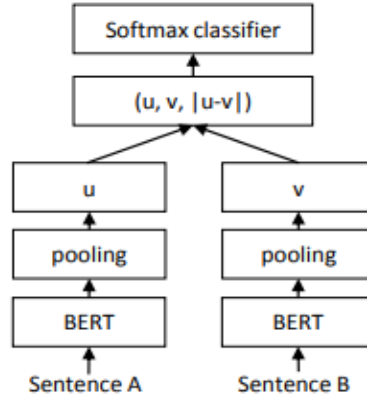 Softmax classifier
(u, v, |u-v|)
u
v
pooling
pooling
BERT
BERT
Sentence A
Sentence B